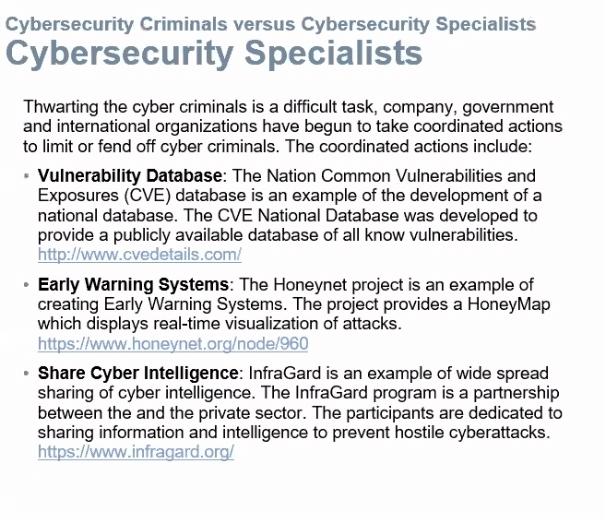 Cybersecurity Criminals versus Cybersecurity Specialists
Cybersecurity Specialists
Thwarting the cyber criminals is a difficult task, company, government
and international organizations have begun to take coordinated actions
to limit or fend off cyber criminals. The coordinated actions include:
• Vulnerability Database: The Nation Common Vulnerabilities and
Exposures (CVE) database is an example of the development of a
national database. The CVE National Database was developed to
provide a publicly available database of all know vulnerabilities.
http://www.cvedetails.com/
• Early Warning Systems: The Honeynet project is an example of
creating Early Warning Systems. The project provides a HoneyMap
which displays real-time visualization of attacks.
https://www.honeynet.org/node/960
• Share Cyber Intelligence: InfraGard is an example of wide spread
sharing of cyber intelligence. The InfraGard program is a partnership
between the and the private sector. The participants are dedicated to
sharing information and intelligence to prevent hostile cyberattacks.
https://www.infragard.org/